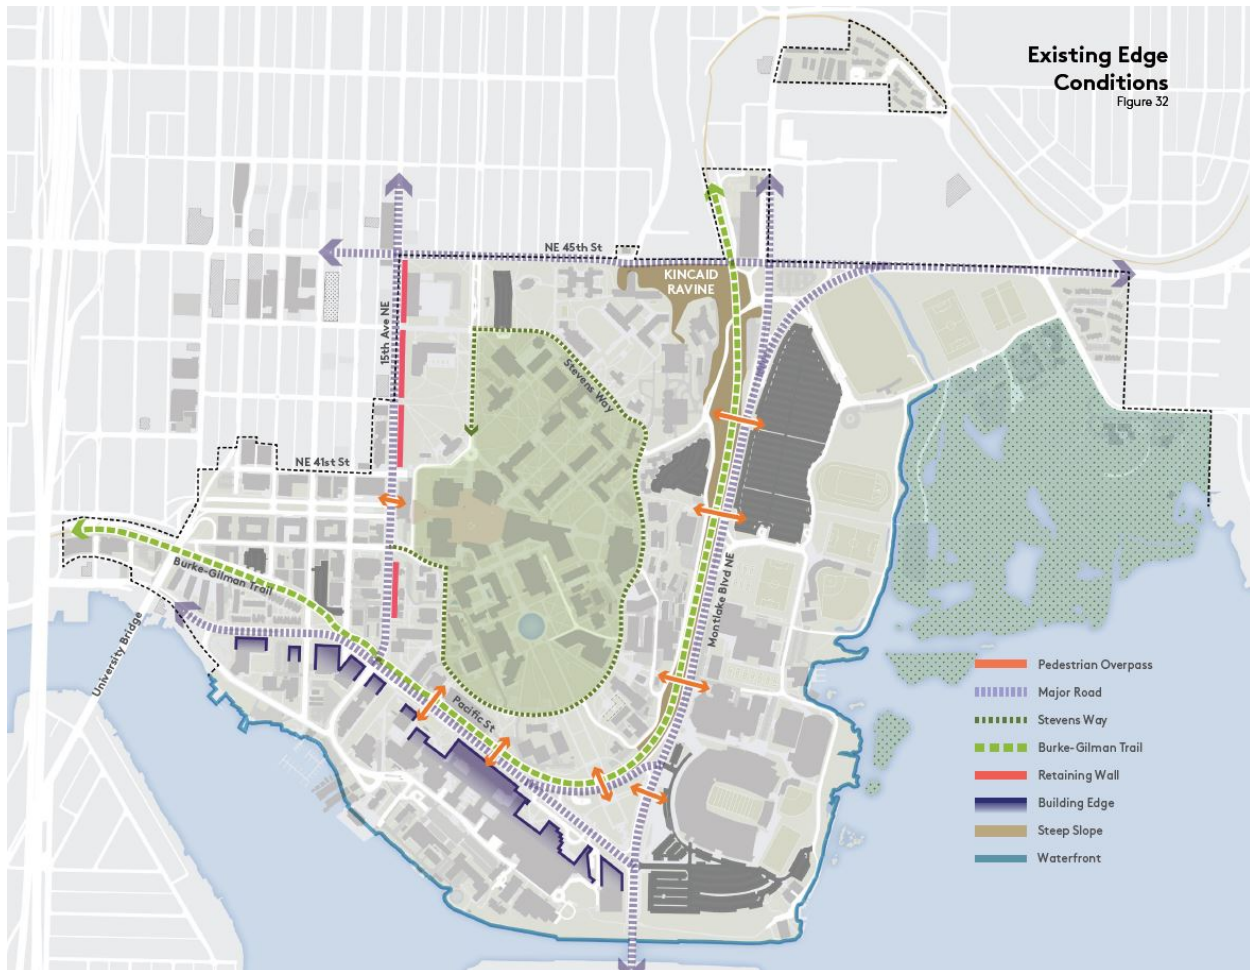 Existing Edge
Conditions
Figure 32
NE 45th St
KINCAID
RAVINE
15th Ave NE
Stevens Way
NE 41st St
Burke-Gilman Trail
University Bridge
Montlake Blvd NE
Pacific St
Pedestrian Overpass
Major Road
Stevens Way
Burke-Gilman Trail
Retaining Wall
Building Edge
Steep Slope
Waterfront